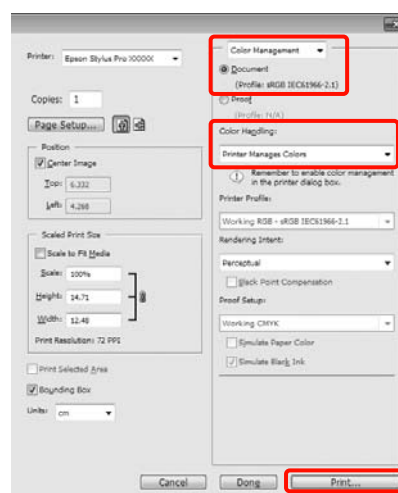 Printer: Epson Stylus Pro XXXXX
Copies: 1
Page Setup...
Position
Center Image
Top: 6.332
Left: 4.268
Scaled Print Size
Scale to Fit Media
Scale: 100%
Height: 14.71
Width: 12.48
Print Resolution: 72 PPI
Print Selected Area
Bounding Box
Units: cm
Color Management
Document
(Profile: sRGB IEC61966-2.1)
Proof
(Profile: N/A)
Color Handling:
Printer Manages Colors
Remember to enable color management
in the printer dialog box.
Printer Profile:
Working RGB - sRGB IEC61966-2.1
Rendering Intent:
Perceptual
Black Point Compensation
Proof Setup:
Working CMYK
Simulate Paper Color
Simulate Black Ink
Cancel
Done
Print...